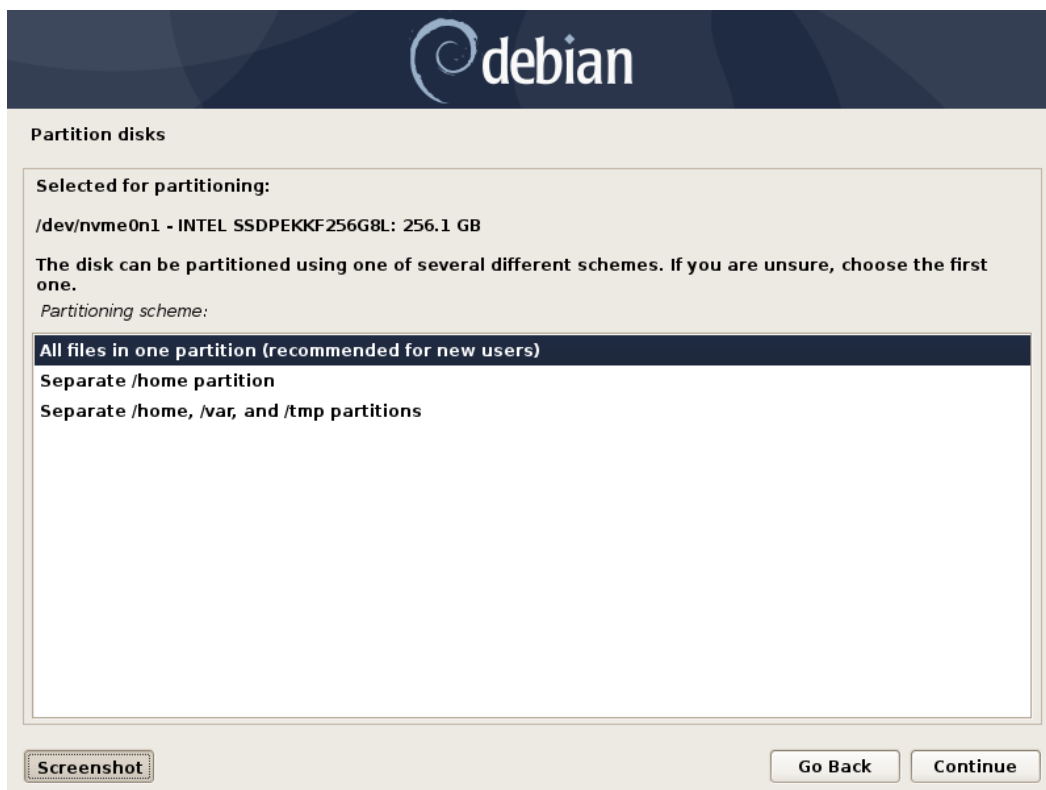 debian
Partition disks
Selected for partitioning:
/dev/nvme0n1 - INTEL SSDPEKKF256G8L: 256.1 GB
The disk can be partitioned using one of several different schemes. If you are unsure, choose the first
one.
Partitioning scheme:
All files in one partition (recommended for new users)
Separate /home partition
Separate /home, /var, and /tmp partitions
Screenshot
Go Back
Continue